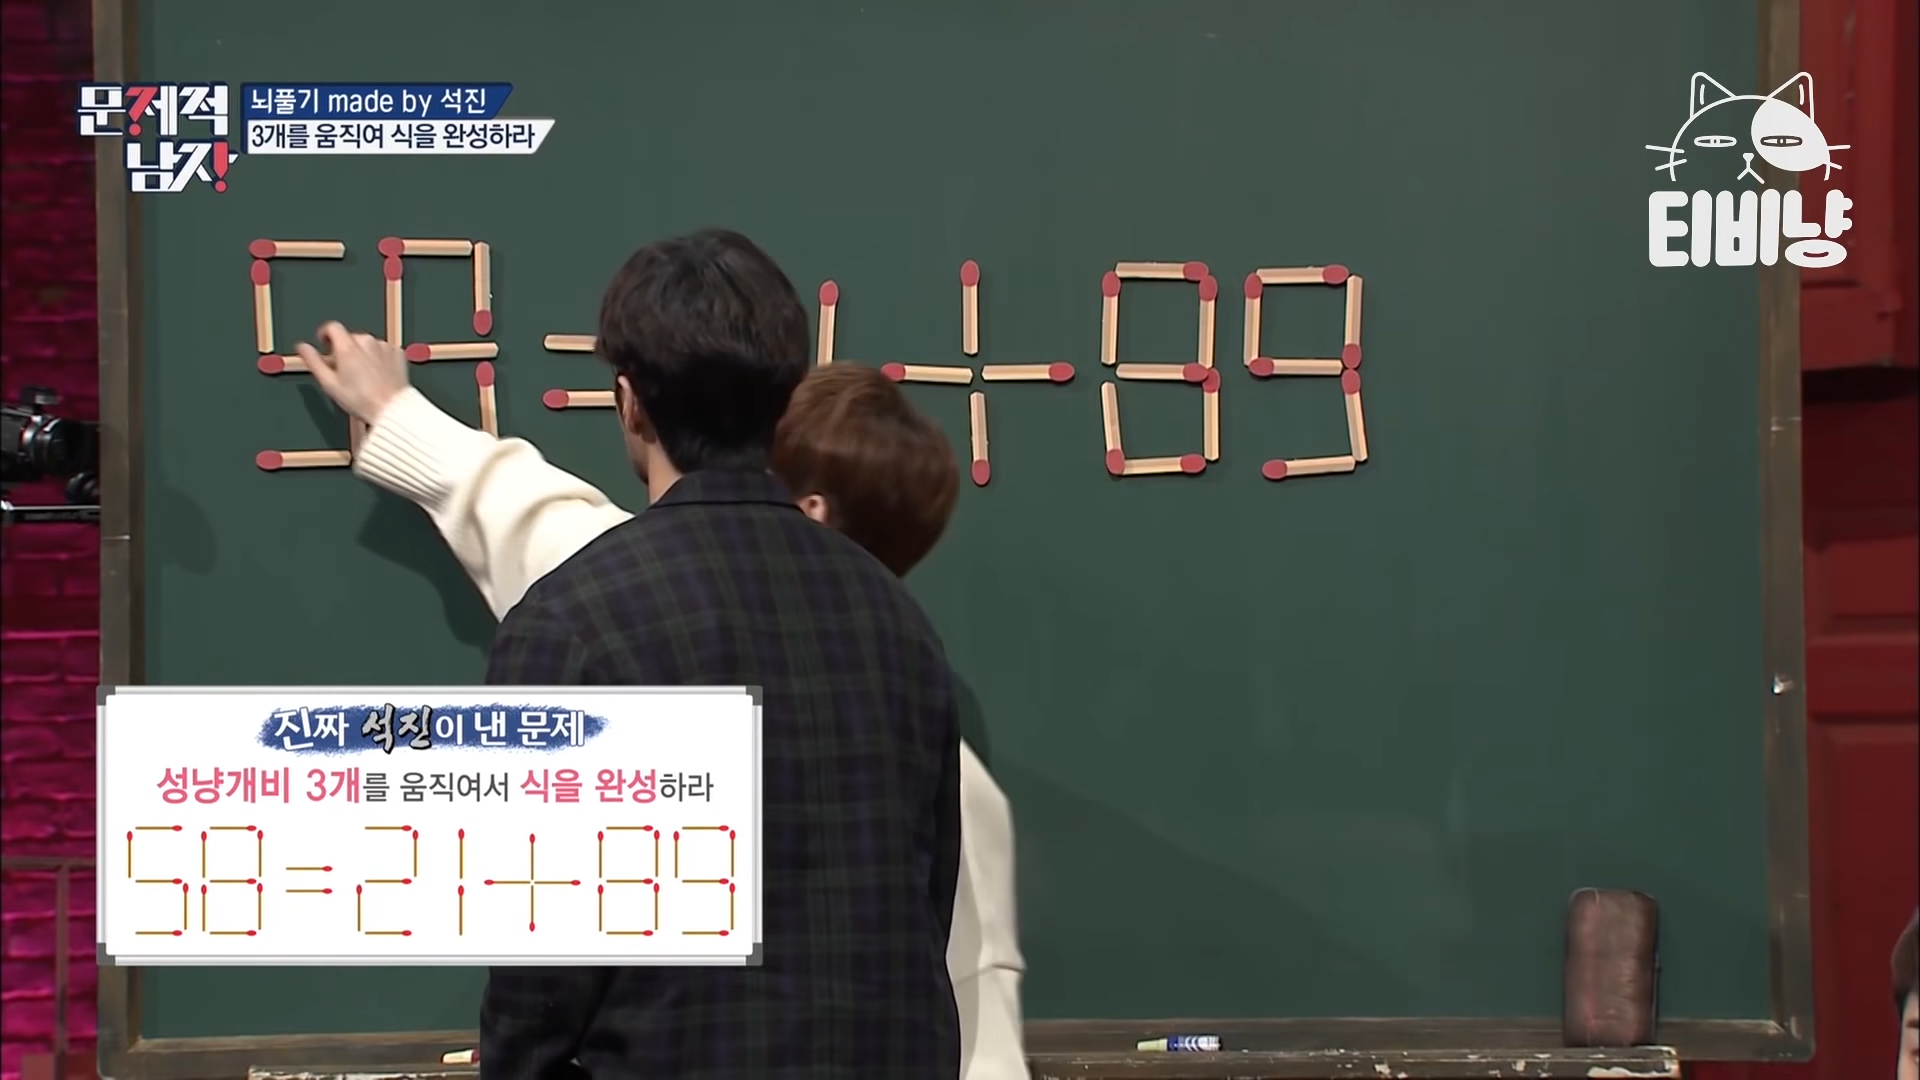 문제적
남자
뇌풀기 made by 석진
3개를 움직여 식을 완성하라
티비냥
진짜 석진이 낸 문제
성냥개비 3개를 움직여서 식을 완성하라
58=21+89